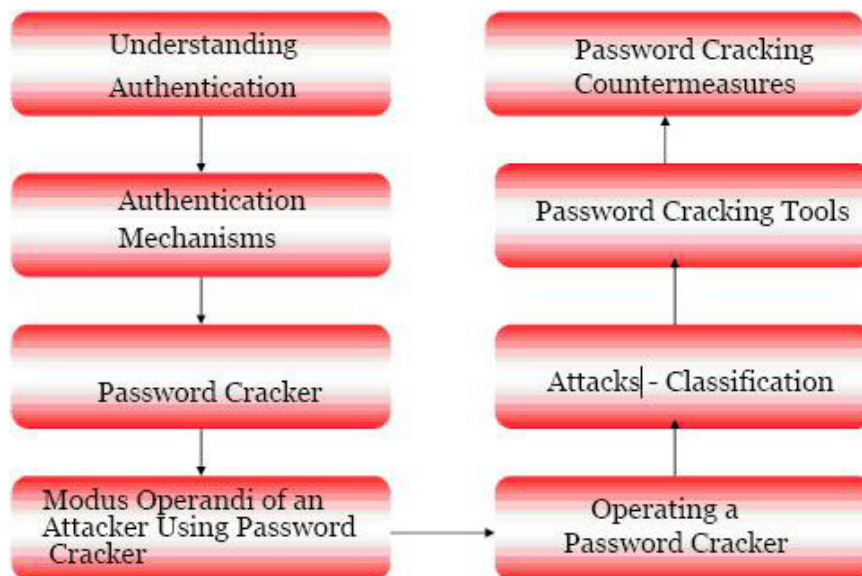 Understanding
Authentication
Authentication
Mechanisms
Password Cracker
Modus Operandi of an
Attacker Using Password
Cracker
Operating a
Password Cracker
Attacks - Classification
Password Cracking Tools
Password Cracking
Countermeasures